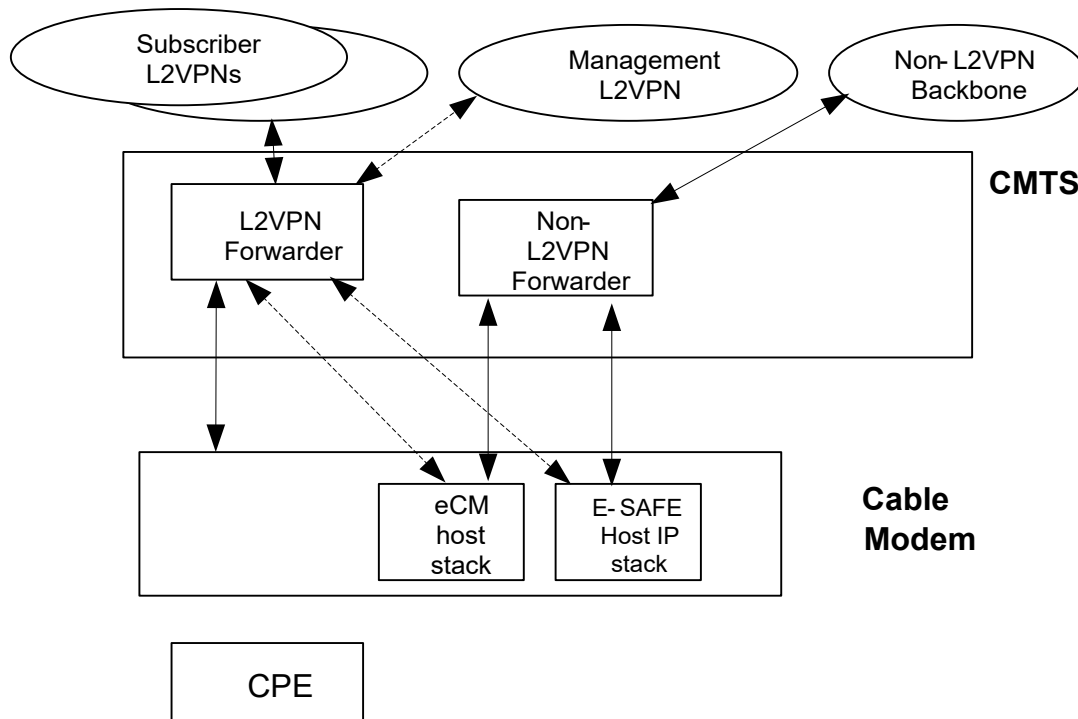 Subscriber
L2VPNs
Management
L2VPN
Non-L2VPN
Backbone
CMTS
L2VPN
Forwarder
Non-
L2VPN
Forwarder
eCM
host
stack
E-SAFE
Host IP
stack
Cable
Modem
CPE